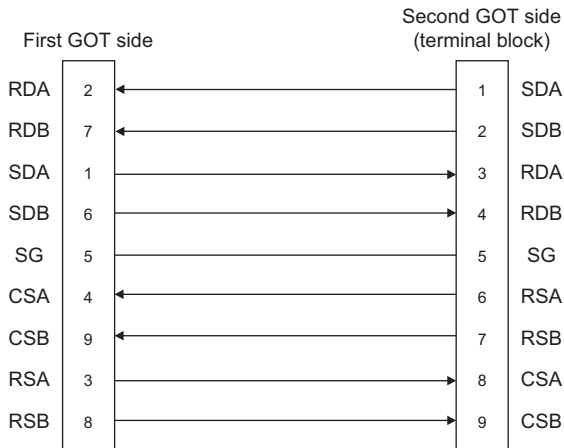 Second GOT side
First GOT side (terminal block)
RDA 2 1 SDA
RDB 7 2 SDB
SDA 1 3 RDA
SDB 6 4 RDB
SG 5 5 SG
CSA 4 6 RSA
CSB 9 7 RSB
RSA 3 8 CSA
RSB 8 9 CSB